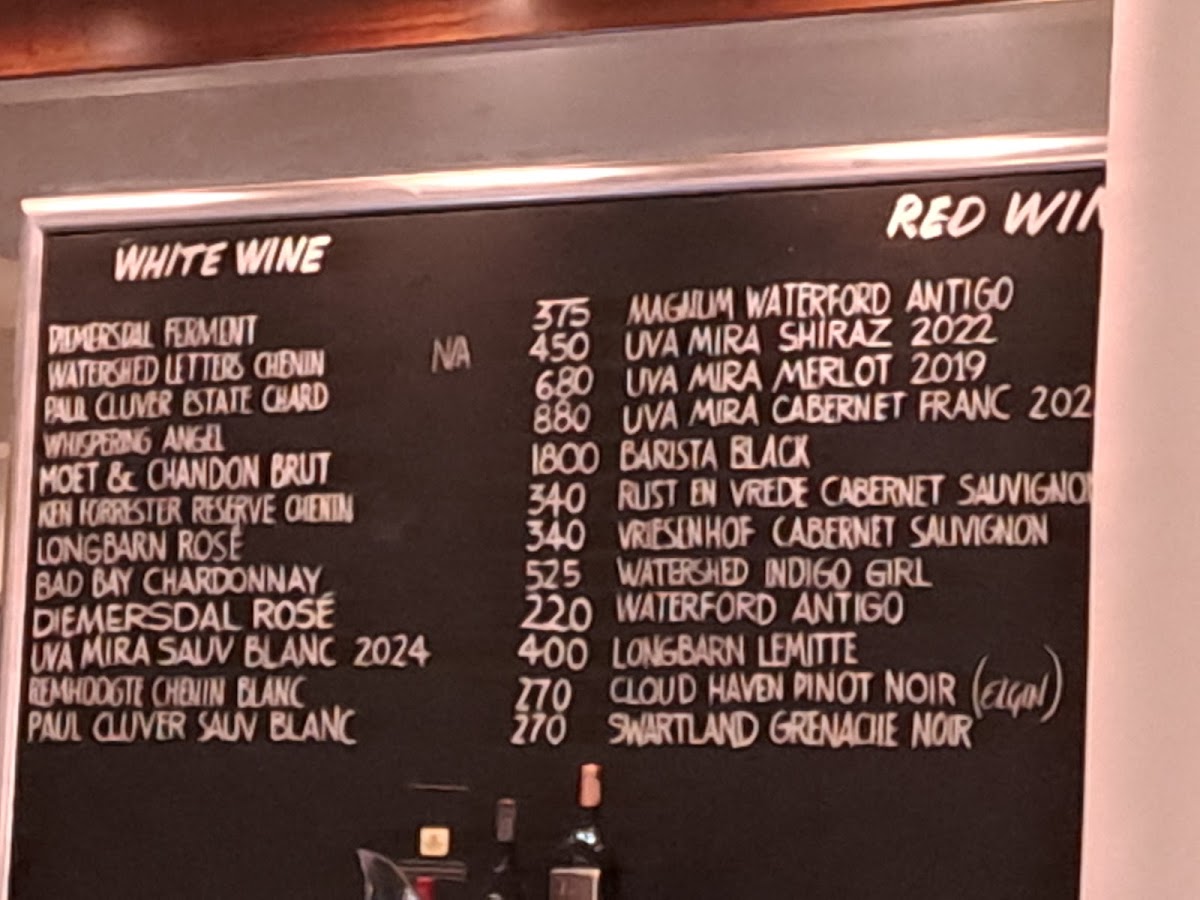 WHITE WINE
DIEMERSDAL FERMENT 375
WATERSHED LETTERS CHENIN N/A 450
PAUL CLUVER ESTATE CHARD 680
WHISPERING ANGEL 880
MOET & CHANDON BRUT 1800
KEN FORRESTER RESERVE CHENIN 340
LONGBARN ROSÉ 340
BAD BAY CHARDONNAY 525
DIEMERSDAL ROSÉ 220
UVA MIRA SAUV BLANC 2024 400
REMHOOGTE CHENIN BLANC 270
PAUL CLUVER SAUV BLANC 270
RED WIN
MAGNUM WATERFORD ANTIGO
UVA MIRA SHIRAZ 2022
UVA MIRA MERLOT 2019
UVA MIRA CABERNET FRANC 202
BARISTA BLACK
RUST EN VREDE CABERNET SAUVIGNON
VRIESENHOF CABERNET SAUVIGNON
WATERSHED INDIGO GIRL
WATERFORD ANTIGO
LONGBARN LEMITTE
CLOUD HAVEN PINOT NOIR (ELGIN)
SWARTLAND GRENACHE NOIR